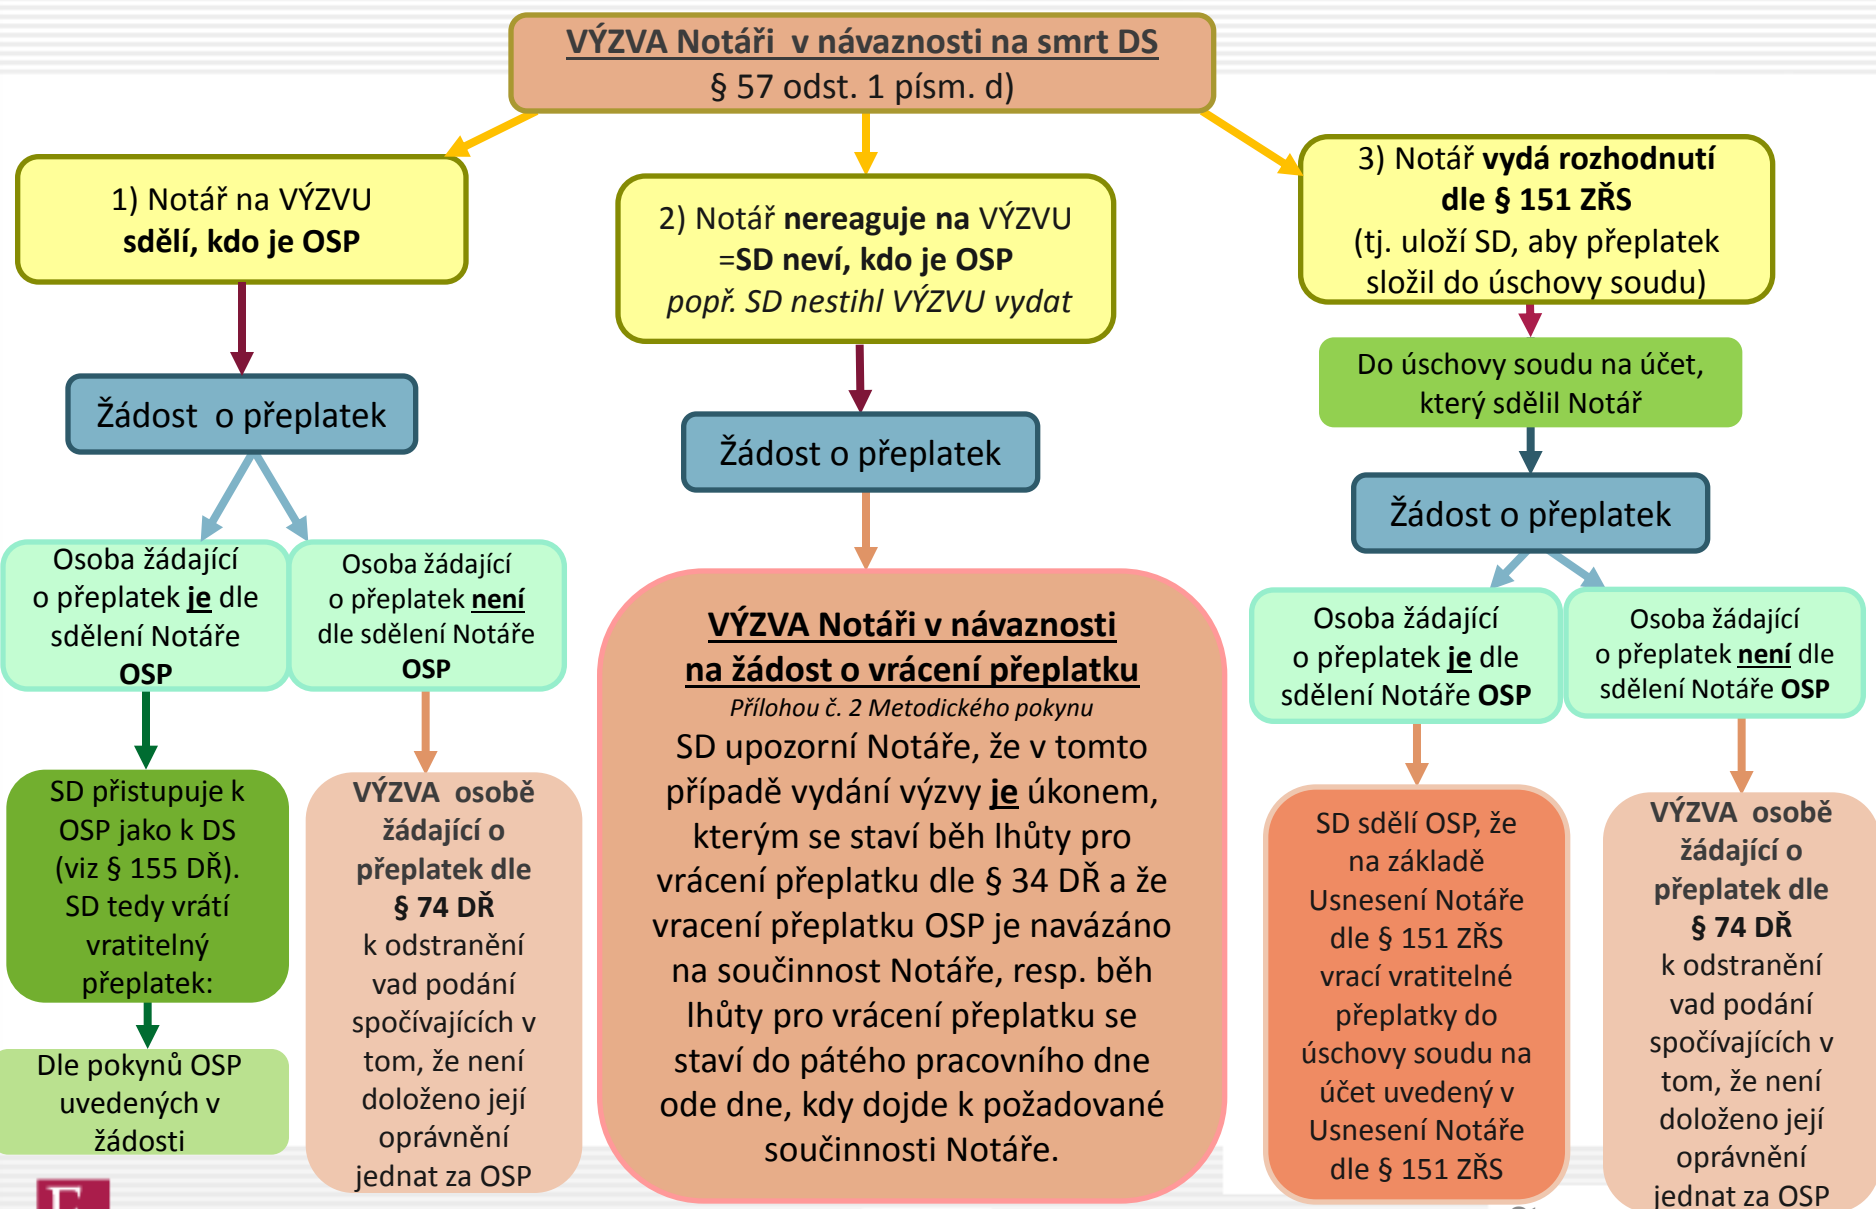 VÝZVA Notáři v návaznosti na smrt DS
§ 57 odst. 1 písm. d)
1) Notář na VÝZVU
sdělí, kdo je OSP
Žádost o přeplatek
Osoba žádající
o přeplatek je dle
sdělení Notáře
OSP
Osoba žádající
o přeplatek není
dle sdělení Notáře
OSP
SD přistupuje k
OSP jako k DS
(viz § 155 DŘ).
SD tedy vrátí
vratitelný
přeplatek:
Dle pokynů OSP
uvedených v
žádosti
VÝZVA osobě
žádající o
přeplatek dle
§ 74 DŘ
k odstranění
vad podání
spočívajících v
tom, že není
doloženo její
oprávnění
jednat za OSP
2) Notář nereaguje na VÝZVU
=SD neví, kdo je OSP
popř. SD nestihl VÝZVU vydat
Žádost o přeplatek
VÝZVA Notáři v návaznosti
na žádost o vrácení přeplatku
Přílohou č. 2 Metodického pokynu
SD upozorní Notáře, že v tomto
případě vydání výzvy je úkonem,
kterým se staví běh lhůty pro
vrácení přeplatku dle § 34 DŘ a že
vracení přeplatku OSP je navázáno
na součinnost Notáře, resp. běh
lhůty pro vrácení přeplatku se
staví do pátého pracovního dne
ode dne, kdy dojde k požadované
součinnosti Notáře.
3) Notář vydá rozhodnutí
dle § 151 ZŘS
(tj. uloží SD, aby přeplatek
složil do úschovy soudu)
Do úschovy soudu na účet,
který sdělil Notář
Žádost o přeplatek
Osoba žádající
o přeplatek je dle
sdělení Notáře OSP
Osoba žádající
o přeplatek není dle
sdělení Notáře OSP
SD sdělí OSP, že
na základě
Usnesení Notáře
dle § 151 ZŘS
vrací vratitelné
přeplatky do
úschovy soudu na
účet uvedený v
Usnesení Notáře
dle § 151 ZŘS
VÝZVA osobě
žádající o
přeplatek dle
§ 74 DŘ
k odstranění
vad podání
spočívajících v
tom, že není
doloženo její
oprávnění
jednat za OSP